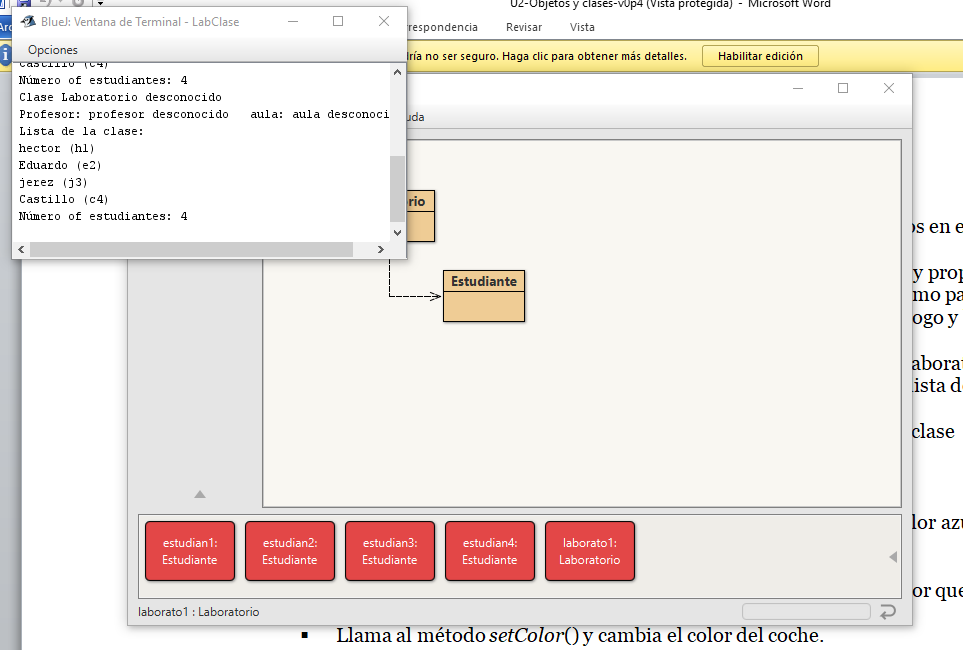 U2-Objetos y clases-v0p4 (Vista protegida) - Microsoft Word
BlueJ: Ventana de Terminal - LabClase
respondencia Revisar Vista
Opciones
no ser seguro. Haga clic para obtener más detalles. Habilitar edición
Castillo (c4)
Número of estudiantes: 4
Clase Laboratorio desconocido
Profesor: profesor desconocido aula: aula desconoci
Lista de la clase:
hector (h1)
Eduardo (e2)
jerez (j3)
Castillo (c4)
Número of estudiantes: 4
uda
rio
Estudiante
os en e
y prop
mo pa
ogo y
abora
ista d
clase
lor azu
or que
estudian1:
Estudiante
estudian2:
Estudiante
estudian3:
Estudiante
estudian4:
Estudiante
laborato1:
Laboratorio
laborato1 : Laboratorio
▪ Llama al método setColor() y cambia el color del coche.